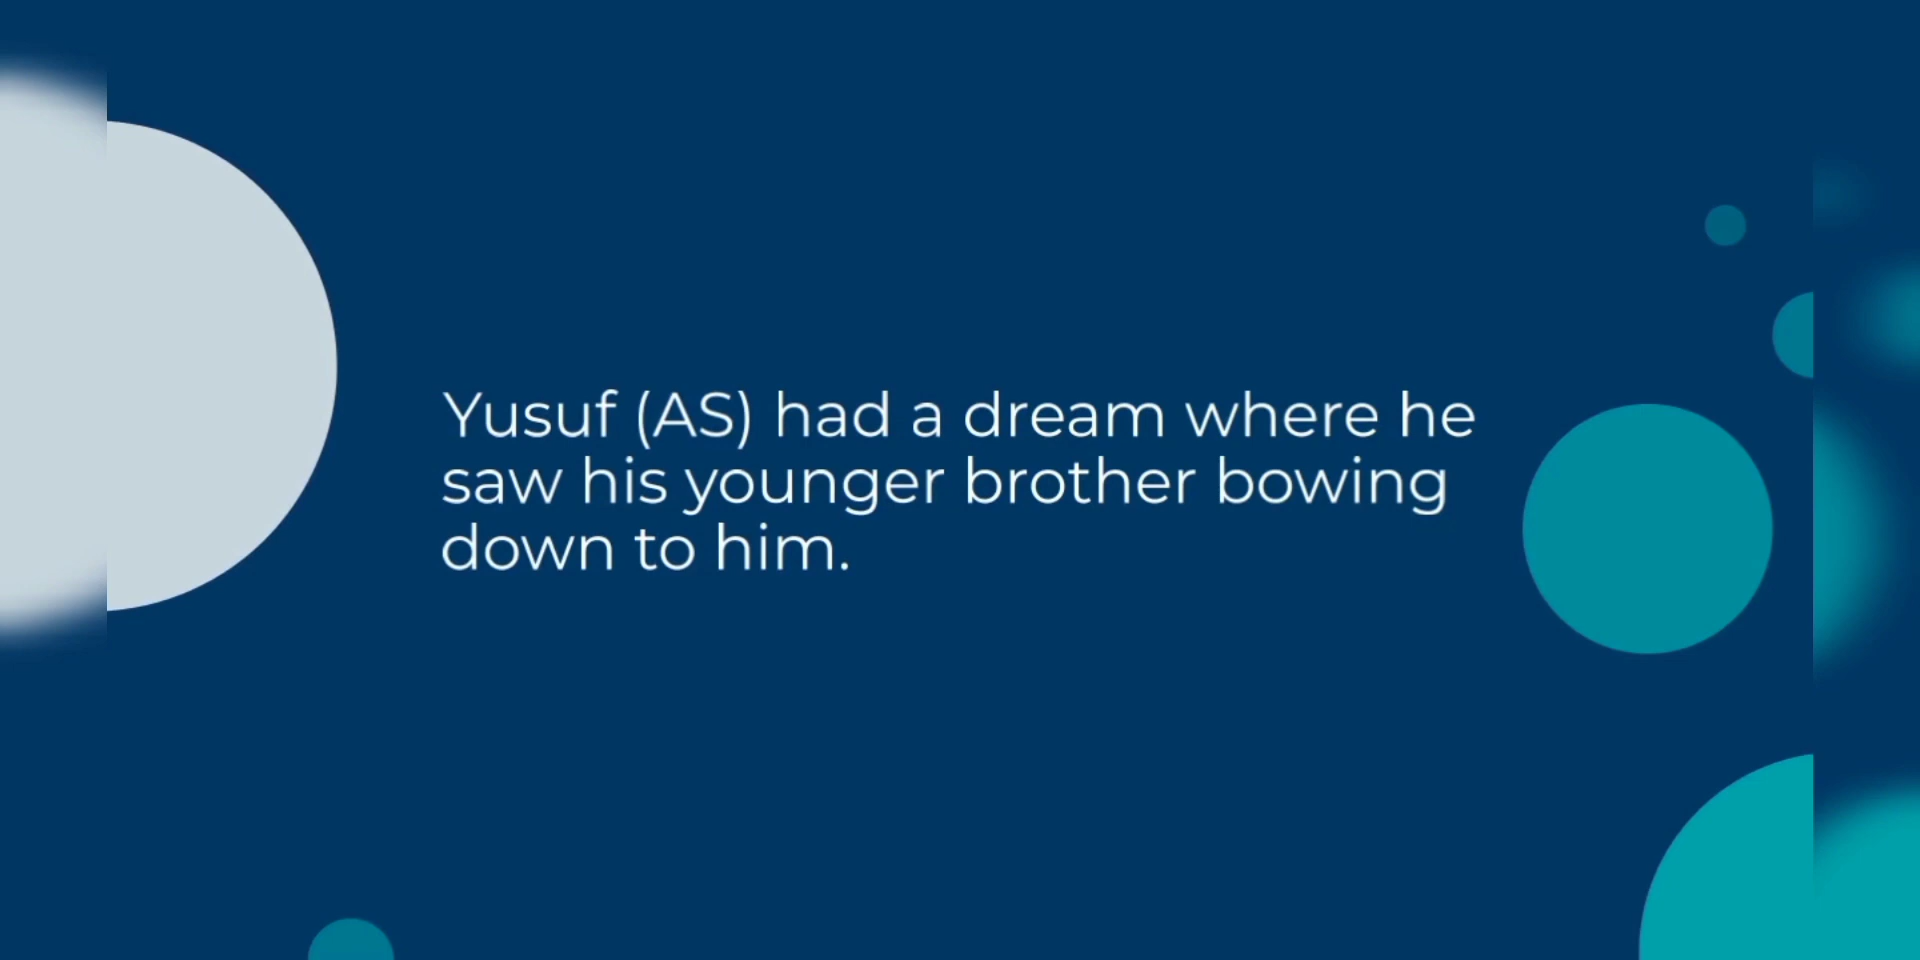 Yusuf (AS) had a dream where he
saw his younger brother bowing
down to him.